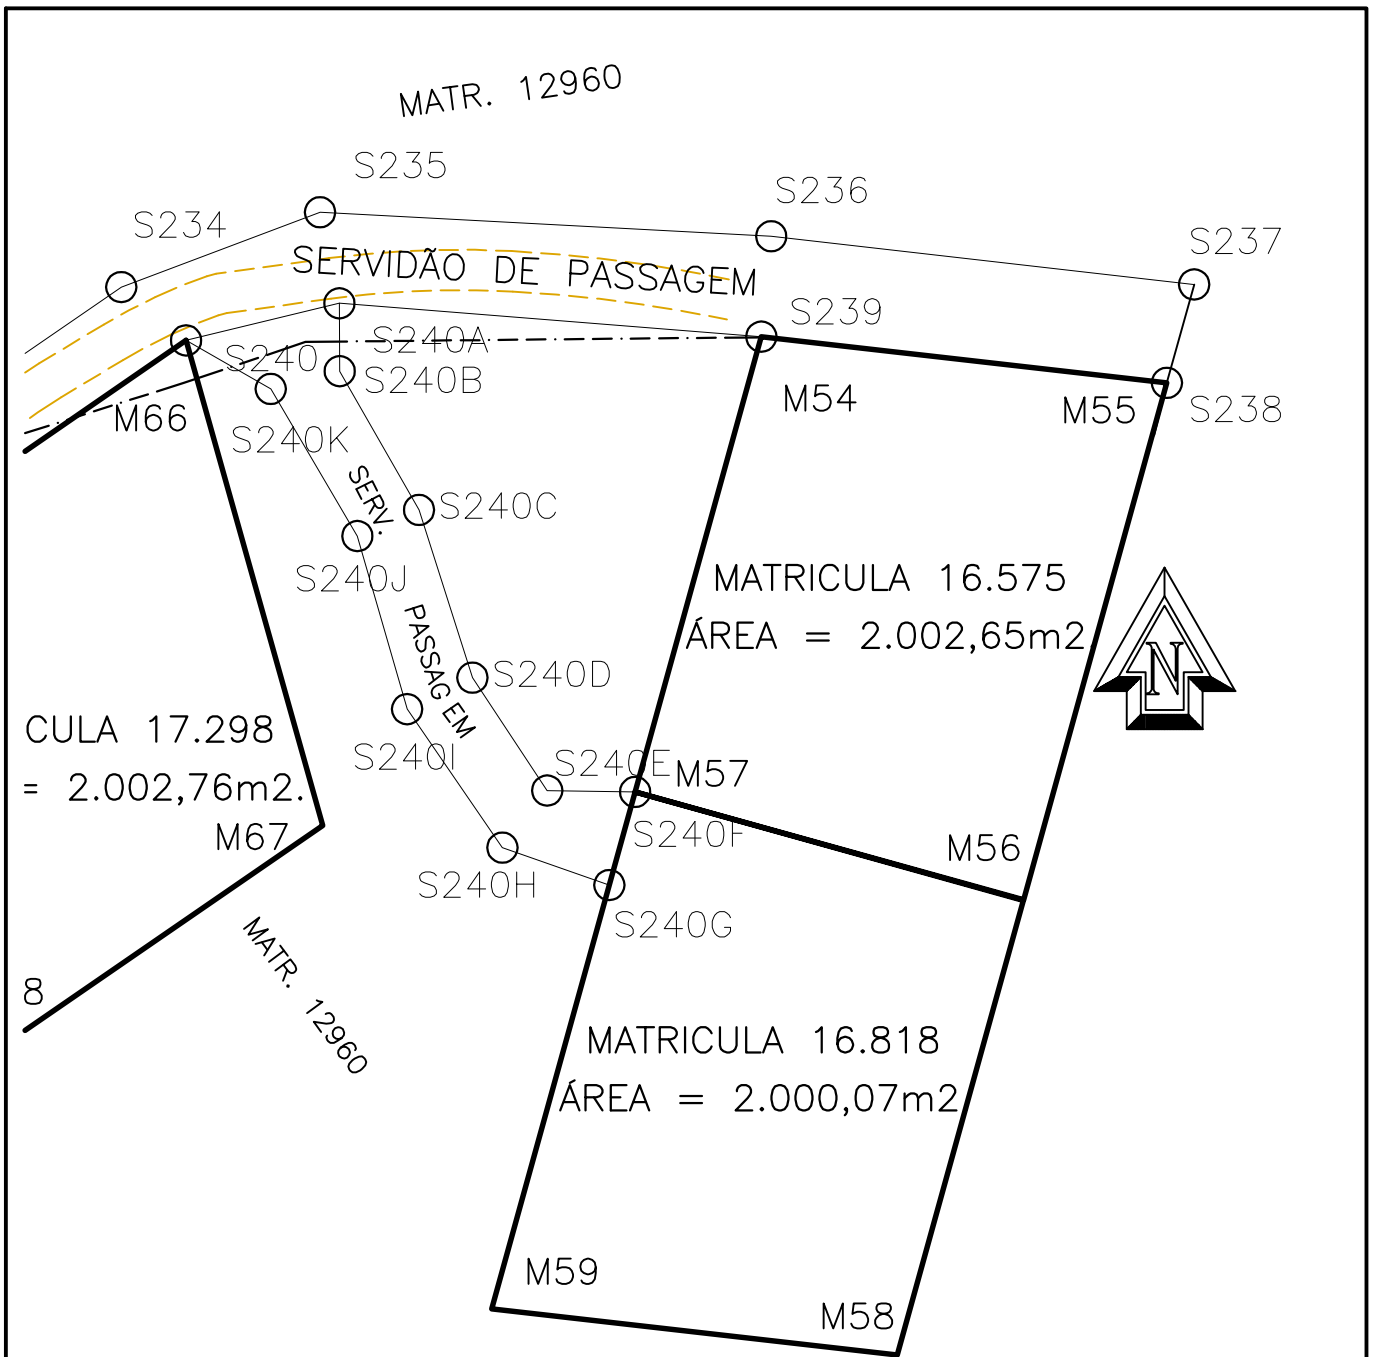 MATR. 12960
S235
S236
S234
S237
SERVIDÃO DE PASSAGEM
S239
S240A
S240
S240B
M54
M55
S238
M66
S240K
SERV.
S240C
S240J
MATRICULA 16.575
PASSAGEM
ÁREA = 2.002,65m2
N
S240D
CULA 17.298
S240I
S240E
M57
= 2.002,76m2.
M67
S240F
M56
S240H
S240G
MATR. 12960
8
MATRICULA 16.818
ÁREA = 2.000,07m2
M59
M58